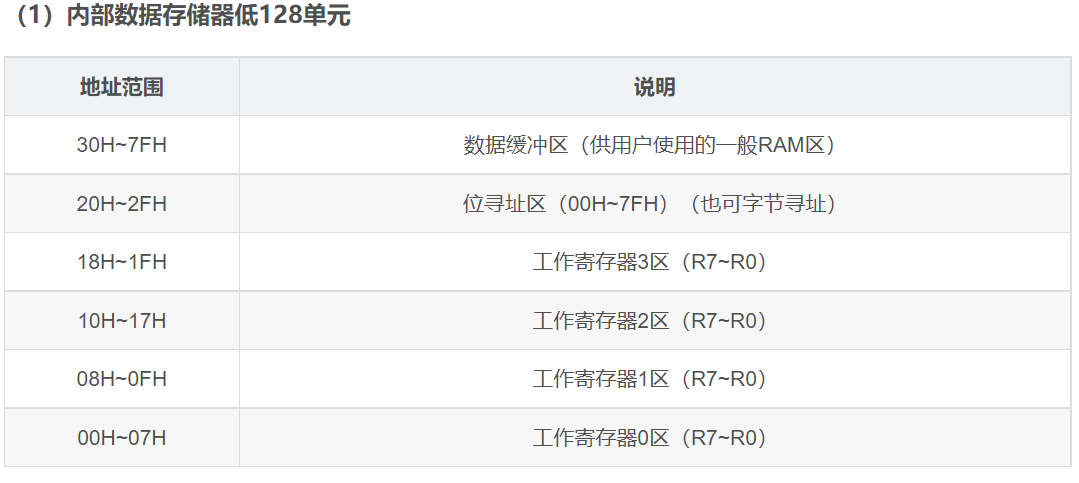 （1）内部数据存储器低128单元
地址范围 说明
30H~7FH 数据缓冲区（供用户使用的一般RAM区）
20H~2FH 位寻址区（00H~7FH）（也可字节寻址）
18H~1FH 工作寄存器3区（R7~R0）
10H~17H 工作寄存器2区（R7~R0）
08H~0FH 工作寄存器1区（R7~R0）
00H~07H 工作寄存器0区（R7~R0）